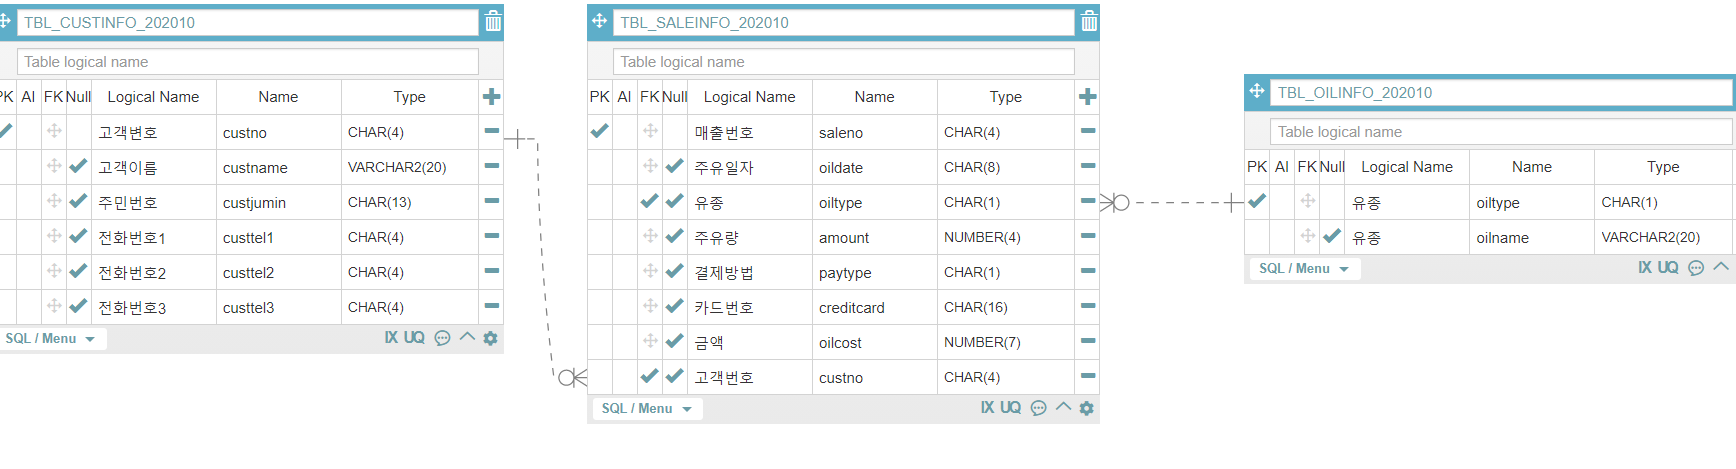 TBL_CUSTINFO_202010
Table logical name
PK AI FK Null Logical Name Name Type
고객변호 custno CHAR(4)
고객이름 custname VARCHAR2(20)
주민번호 custjumin CHAR(13)
전화번호1 custtel1 CHAR(4)
전화번호2 custtel2 CHAR(4)
전화번호3 custtel3 CHAR(4)
SQL / Menu IX UQ
TBL_SALEINFO_202010
Table logical name
PK AI FK Null Logical Name Name Type
매출번호 saleno CHAR(4)
주유일자 oildate CHAR(8)
유종 oiltype CHAR(1)
주유량 amount NUMBER(4)
결제방법 paytype CHAR(1)
카드번호 creditcard CHAR(16)
금액 oilcost NUMBER(7)
고객번호 custno CHAR(4)
SQL / Menu IX UQ
TBL_OILINFO_202010
Table logical name
PK AI FK Null Logical Name Name Type
유종 oiltype CHAR(1)
유종 oilname VARCHAR2(20)
SQL / Menu IX UQ